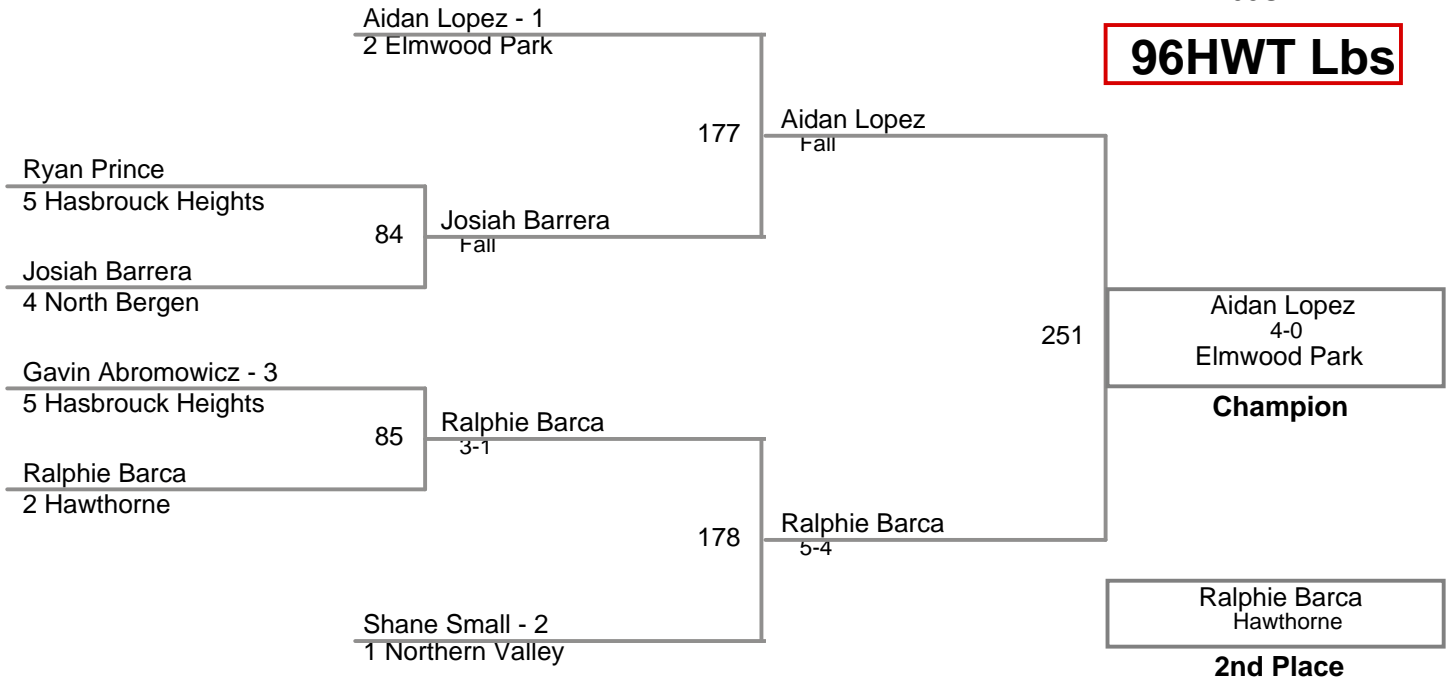 Aidan Lopez - 1
2 Elmwood Park
96HWT Lbs
177
Aidan Lopez
Fall
Ryan Prince
5 Hasbrouck Heights
84
Josiah Barrera
Fall
Josiah Barrera
4 North Bergen
251
Aidan Lopez
4-0
Elmwood Park
Champion
Gavin Abromowicz - 3
5 Hasbrouck Heights
85
Ralphie Barca
3-1
Ralphie Barca
2 Hawthorne
178
Ralphie Barca
5-4
Shane Small - 2
1 Northern Valley
Ralphie Barca
Hawthorne
2nd Place